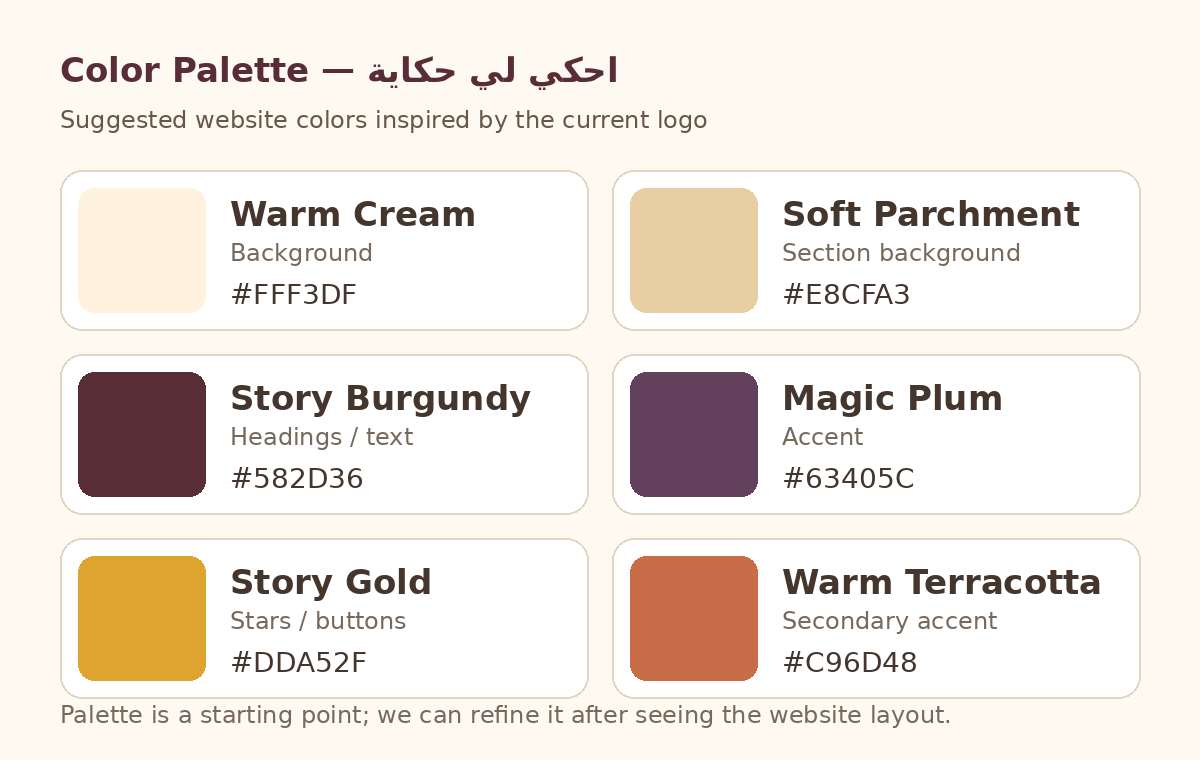 Color Palette — احكي لي حكاية
Suggested website colors inspired by the current logo
Warm Cream
Background
#FFF3DF
Soft Parchment
Section background
#E8CFA3
Story Burgundy
Headings / text
#582D36
Magic Plum
Accent
#63405C
Story Gold
Stars / buttons
#DDA52F
Warm Terracotta
Secondary accent
#C96D48
Palette is a starting point; we can refine it after seeing the website layout.